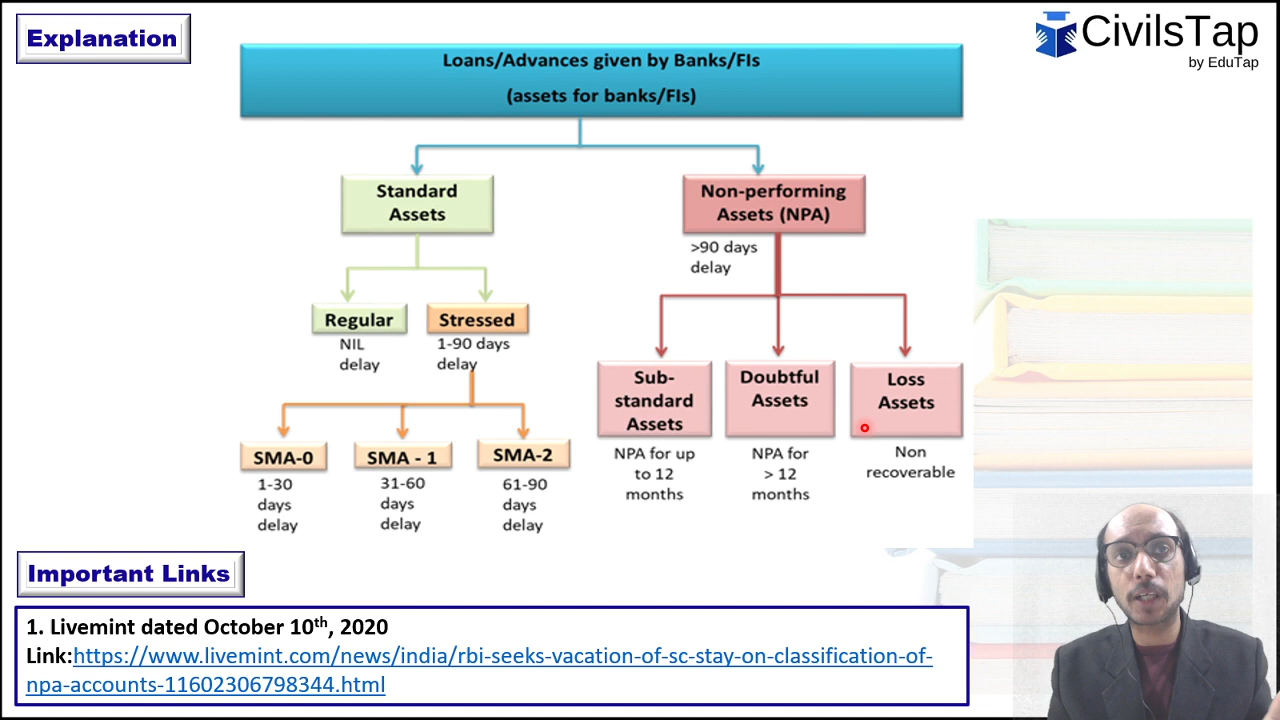 Explanation
CivilsTap
by EduTap
Loans/Advances given by Banks/FIs
(assets for banks/FIs)
Standard
Assets
Non-performing
Assets (NPA)
>90 days
delay
Regular
NIL
delay
Stressed
1-90 days
delay
Sub-
standard
Assets
NPA for up
to 12
months
Doubtful
Assets
NPA for
> 12
months
Loss
Assets
Non
recoverable
SMA-0
1-30
days
delay
SMA - 1
31-60
days
delay
SMA-2
61-90
days
delay
Important Links
1. Livemint dated October 10th, 2020
Link:https://www.livemint.com/news/india/rbi-seeks-vacation-of-sc-stay-on-classification-of-
npa-accounts-11602306798344.html